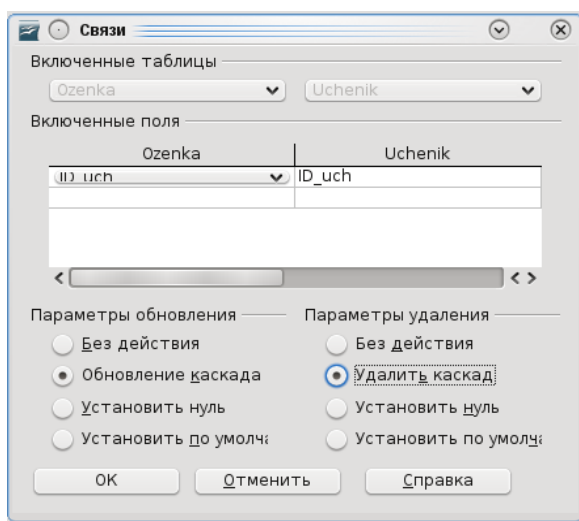 Связи
Включенные таблицы
Ozenka Uchenik
Включенные поля
Ozenka Uchenik
ID_uch ID_uch
Параметры обновления Параметры удаления
Без действия Без действия
Обновление каскада Удалить каскад
Установить нуль Установить нуль
Установить по умолча Установить по умолча
OK Отменить Справка